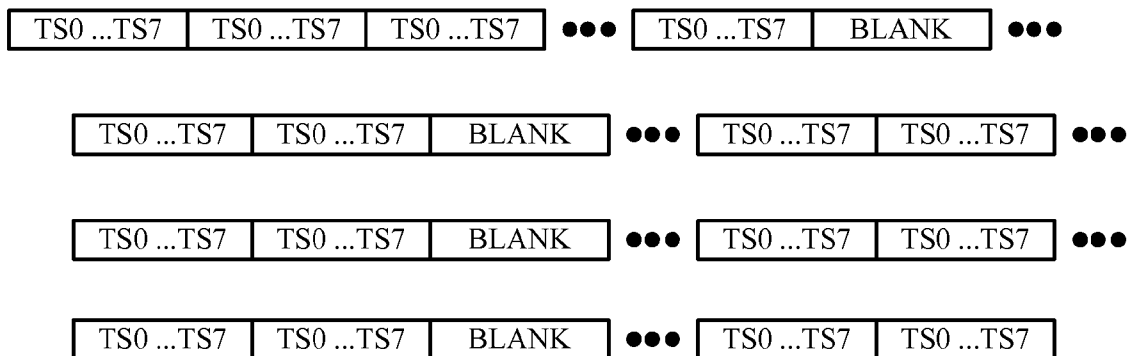 TS0 ...TS7 TS0 ...TS7 TS0 ...TS7 ●●● TS0 ...TS7 BLANK ●●●
TS0 ...TS7 TS0 ...TS7 BLANK ●●● TS0 ...TS7 TS0 ...TS7 ●●●
TS0 ...TS7 TS0 ...TS7 BLANK ●●● TS0 ...TS7 TS0 ...TS7 ●●●
TS0 ...TS7 TS0 ...TS7 BLANK ●●● TS0 ...TS7 TS0 ...TS7